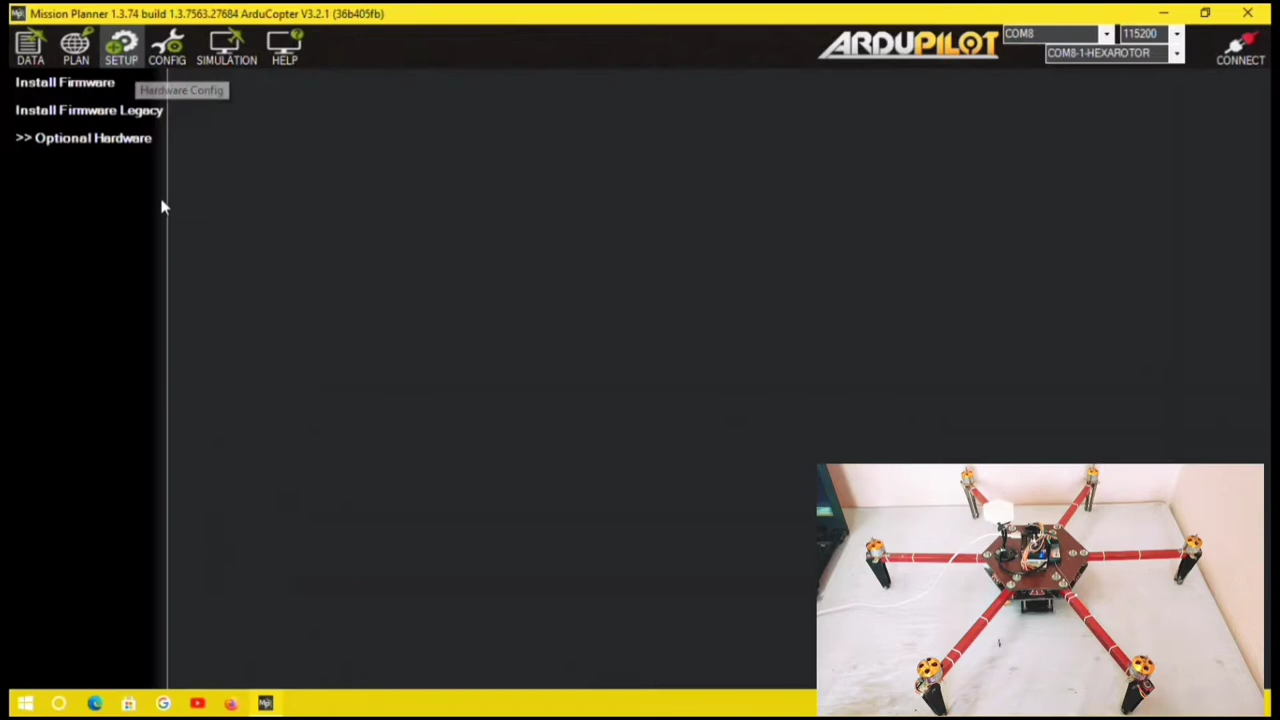 Mission Planner 1.3.74 build 1.3.7563.27684 ArduCopter V3.2.1 (36b405fb)
DATA PLAN SETUP CONFIG SIMULATION HELP
ARDUPILOT
COM8 115200
COM8-1-HEXAROTOR
CONNECT
Install Firmware
Hardware Config
Install Firmware Legacy
>> Optional Hardware